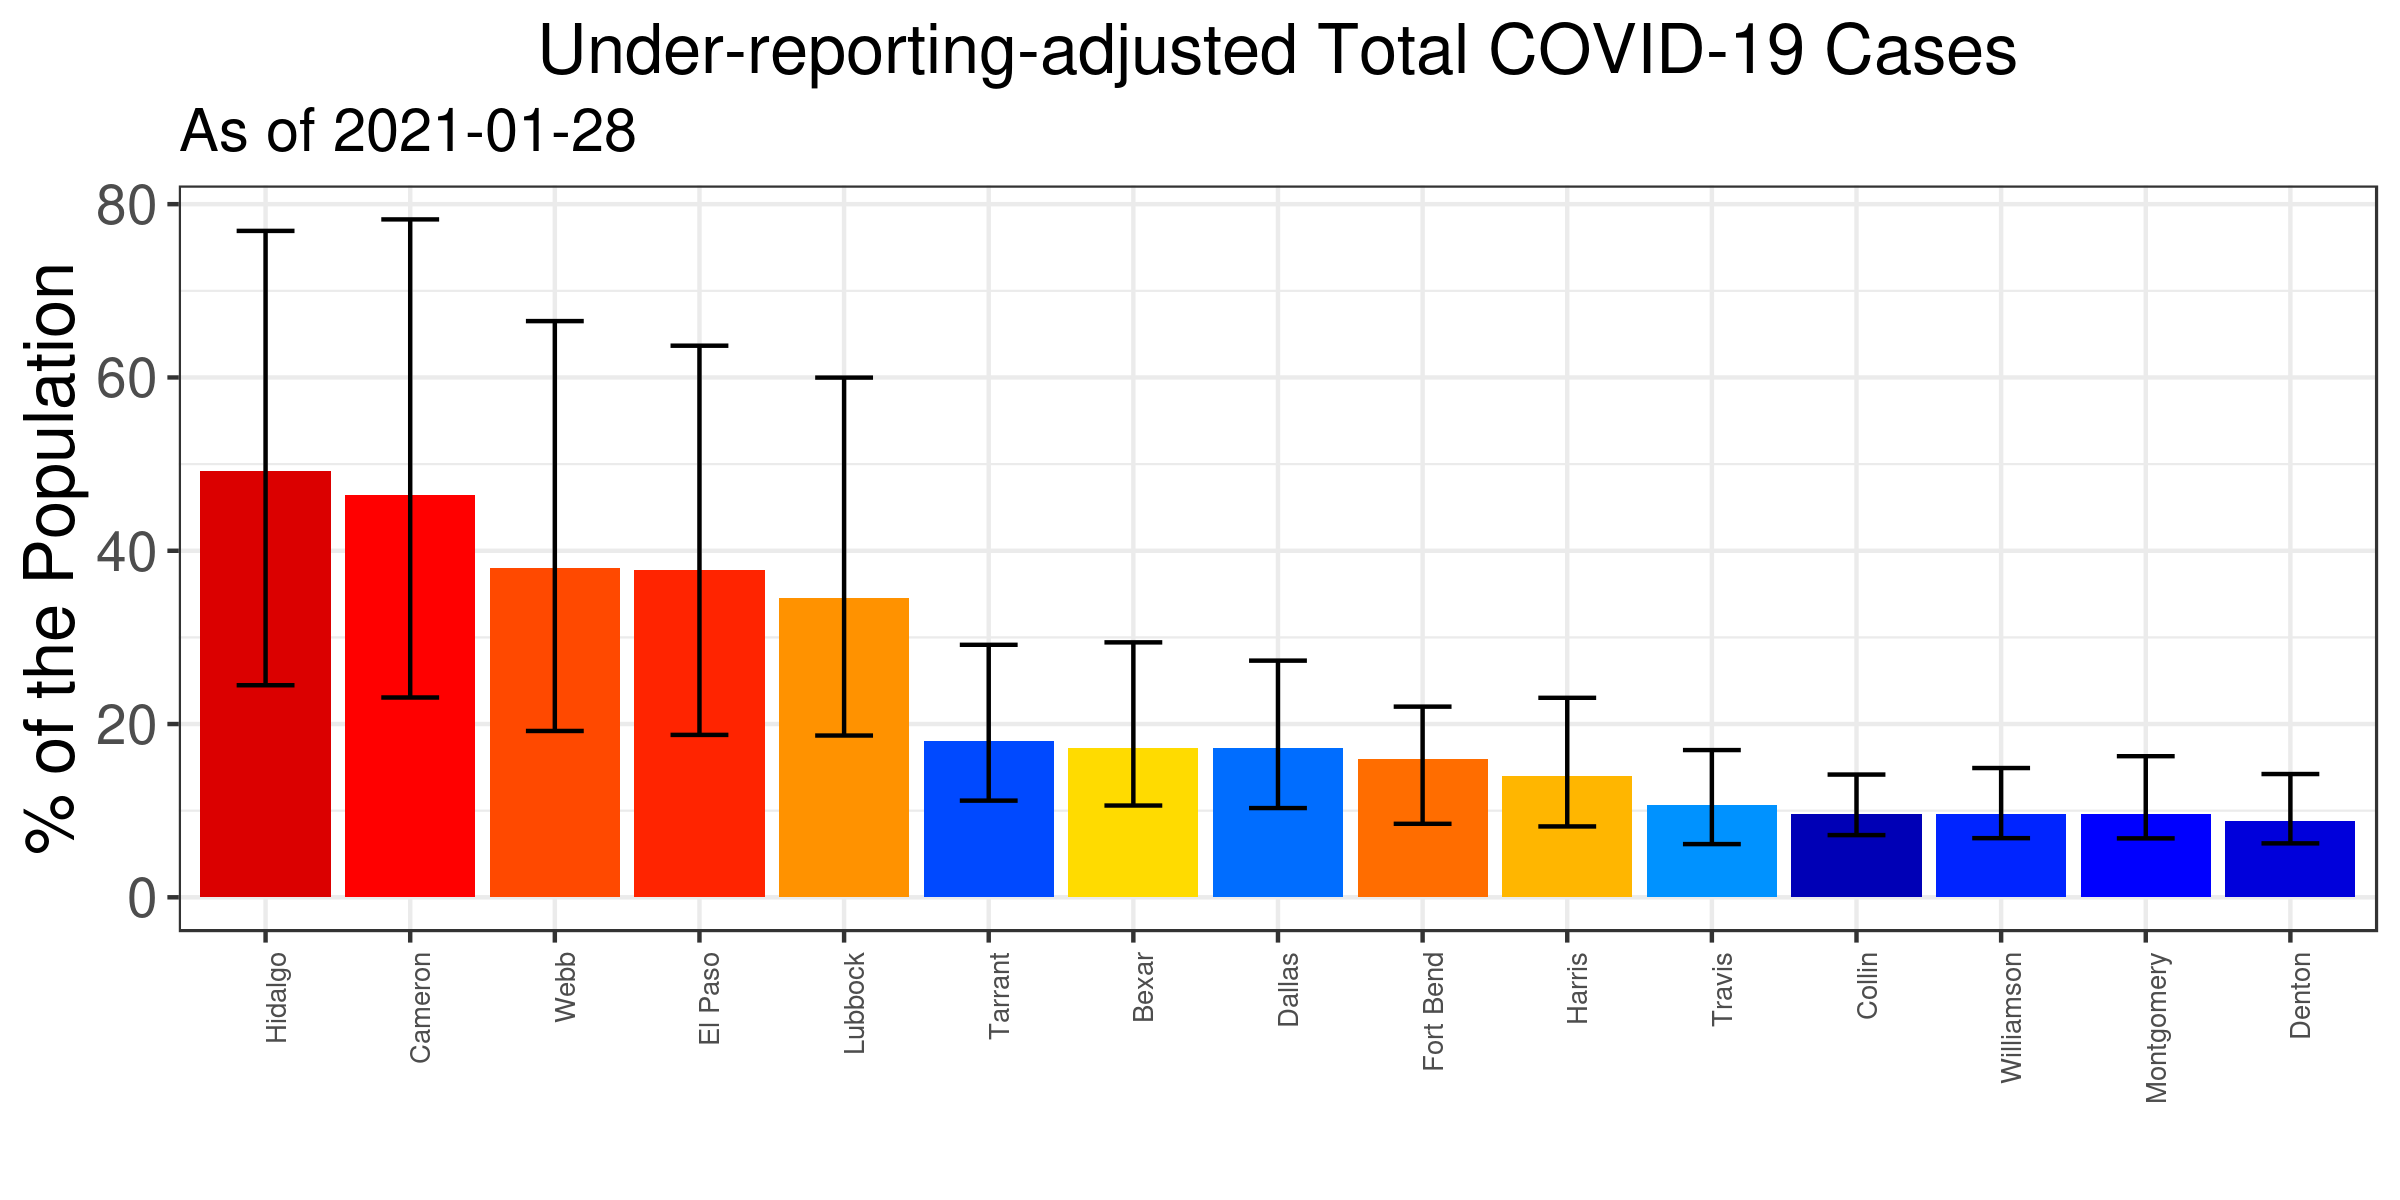 Under-reporting-adjusted Total COVID-19 Cases
As of 2021-01-28
% of the Population
80
60
40
20
0
Hidalgo
Cameron
Webb
El Paso
Lubbock
Tarrant
Bexar
Dallas
Fort Bend
Harris
Travis
Collin
Williamson
Montgomery
Denton